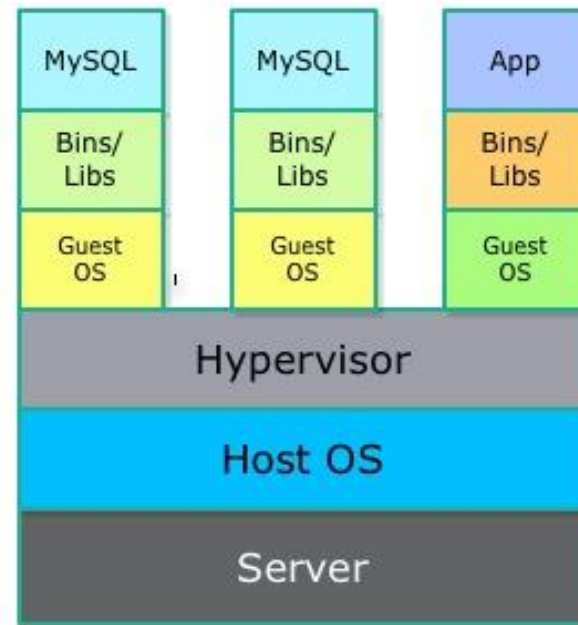 MySQL
MySQL
App
Bins/
Libs
Bins/
Libs
Bins/
Libs
Guest
OS
Guest
OS
Guest
OS
Hypervisor
Host OS
Server